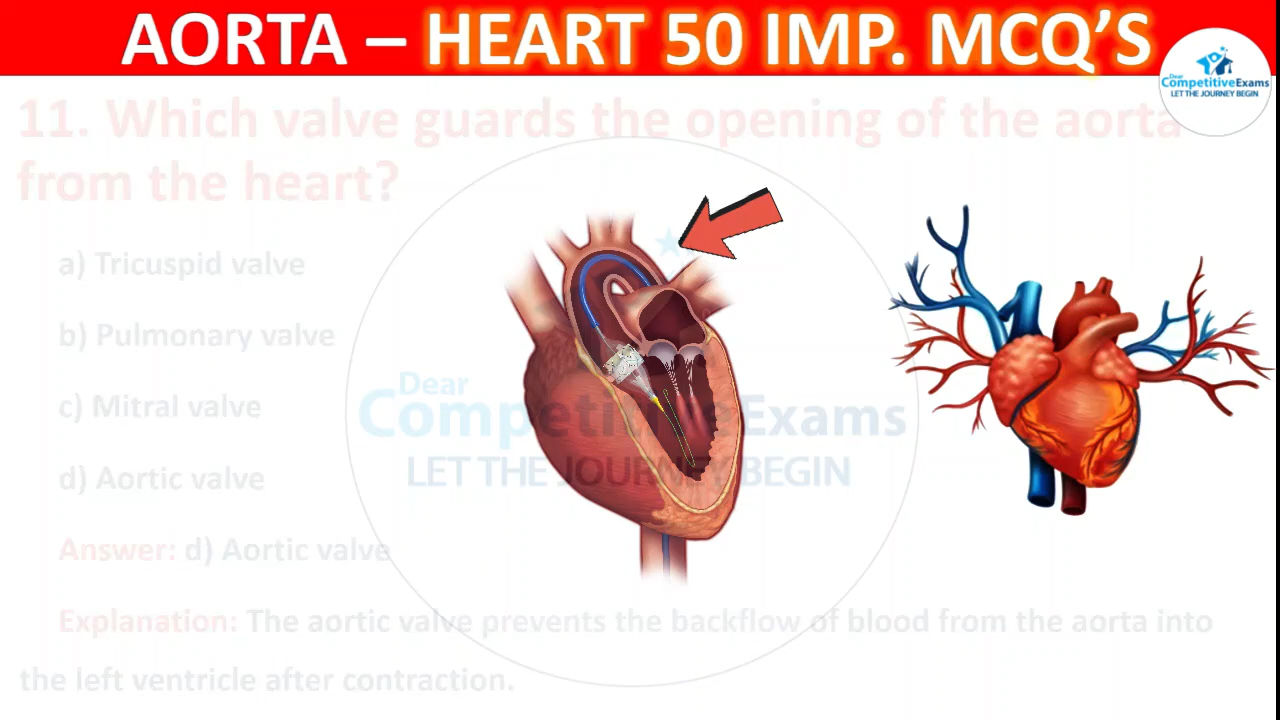 AORTA – HEART 50 IMP. MCQ’S
Dear
CompetitiveExams
LET THE JOURNEY BEGIN
11. Which valve guards the opening of the aorta
from the heart?
a) Tricuspid valve
b) Pulmonary valve
c) Mitral valve
d) Aortic valve
Answer: d) Aortic valve
Explanation: The aortic valve prevents the backflow of blood from the aorta into
the left ventricle after contraction.
Dear
CompetitiveExams
LET THE JOURNEY BEGIN